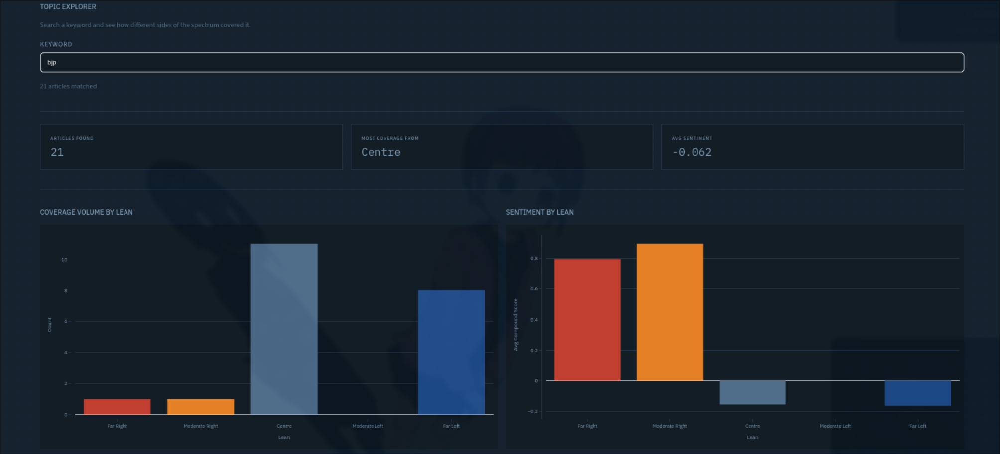 TOPIC EXPLORER
Search a keyword and see how different sides of the spectrum covered it.
KEYWORD
bjp
21 articles matched
ARTICLES FOUND
21
MOST COVERAGE FROM
Centre
AVG SENTIMENT
-0.062
COVERAGE VOLUME BY LEAN
10
8
6
4
2
0
Count
Far Right
Moderate Right
Centre
Moderate Left
Far Left
Lean
SENTIMENT BY LEAN
0.8
0.6
0.4
0.2
0
−0.2
Avg Compound Score
Far Right
Moderate Right
Centre
Moderate Left
Far Left
Lean